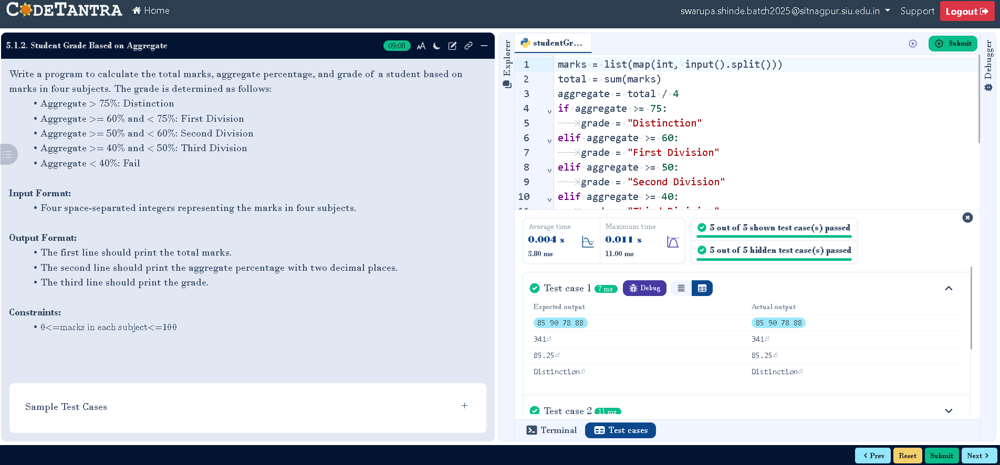 CODETANTRA
Home
swarupa.shinde.batch2025@sitnagpur.siu.edu.in
Support
Logout
5.1.2. Student Grade Based on Aggregate
09:08
Write a program to calculate the total marks, aggregate percentage, and grade of a student based on
marks in four subjects. The grade is determined as follows:
• Aggregate > 75%: Distinction
• Aggregate >= 60% and < 75%: First Division
• Aggregate >= 50% and < 60%: Second Division
• Aggregate >= 40% and < 50%: Third Division
• Aggregate < 40%: Fail
Input Format:
• Four space-separated integers representing the marks in four subjects.
Output Format:
• The first line should print the total marks.
• The second line should print the aggregate percentage with two decimal places.
• The third line should print the grade.
Constraints:
• 0<=marks in each subject<=100
Sample Test Cases
+
Explorer
studentGr...
Submit
Debugger
1 marks = list(map(int, input().split()))
2 total = sum(marks)
3 aggregate = total / 4
4 if aggregate >= 75:
5 grade = "Distinction"
6 elif aggregate >= 60:
7 grade = "First Division"
8 elif aggregate >= 50:
9 grade = "Second Division"
10 elif aggregate >= 40:
Average time
0.004 s
3.80 ms
Maximum time
0.011 s
11.00 ms
5 out of 5 shown test case(s) passed
5 out of 5 hidden test case(s) passed
Test case 1 7 ms Debug
Expected output Actual output
85 90 78 88 85 90 78 88
341 341
85.25 85.25
Distinction Distinction
Test case 2 11 ms
Terminal
Test cases
< Prev
Reset
Submit
Next >